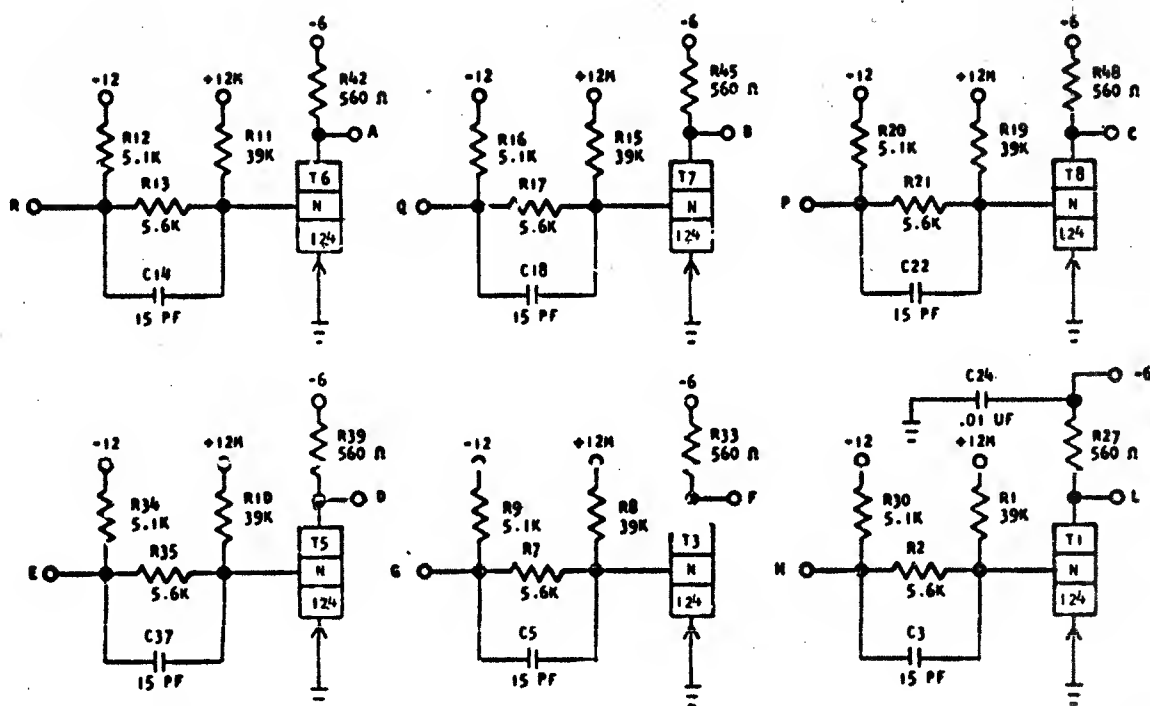 -6
-12
+12M
R42
560 Ω
R12
5.1K
R11
39K
A
R13
5.6K
T6
N
124
R
C14
15 PF
-6
-12
+12M
R45
560 Ω
R16
5.1K
R15
39K
B
R17
5.6K
T7
N
124
Q
C18
15 PF
-6
-12
+12M
R48
560 Ω
R20
5.1K
R19
39K
C
R21
5.6K
T8
N
124
P
C22
15 PF
-6
-12
+12M
R39
560 Ω
R34
5.1K
R10
39K
D
R35
5.6K
T5
N
124
E
C37
15 PF
-6
-12
+12M
R33
560 Ω
R9
5.1K
R8
39K
F
R7
5.6K
T3
N
124
G
C5
15 PF
C24
.01 UF
-6
-12
+12M
R27
560 Ω
R30
5.1K
R1
39K
L
R2
5.6K
T1
N
124
C3
15 PF